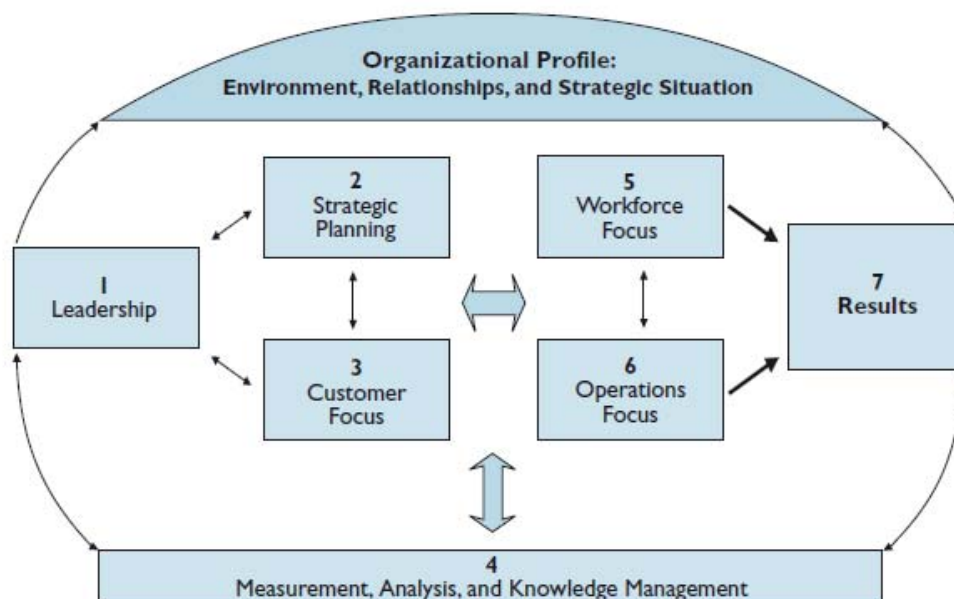 Organizational Profile:
Environment, Relationships, and Strategic Situation
1
Leadership
2
Strategic
Planning
3
Customer
Focus
5
Workforce
Focus
6
Operations
Focus
7
Results
4
Measurement, Analysis, and Knowledge Management